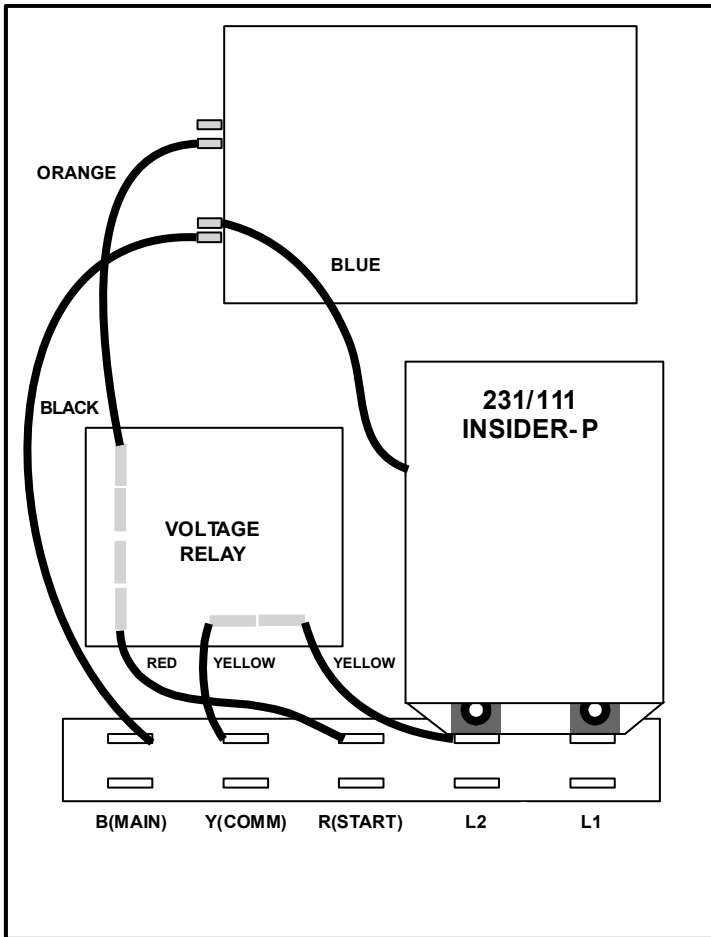 ORANGE
BLUE
BLACK
231/111
INSIDER-P
VOLTAGE
RELAY
RED YELLOW YELLOW
B(MAIN) Y(COMM) R(START) L2 L1